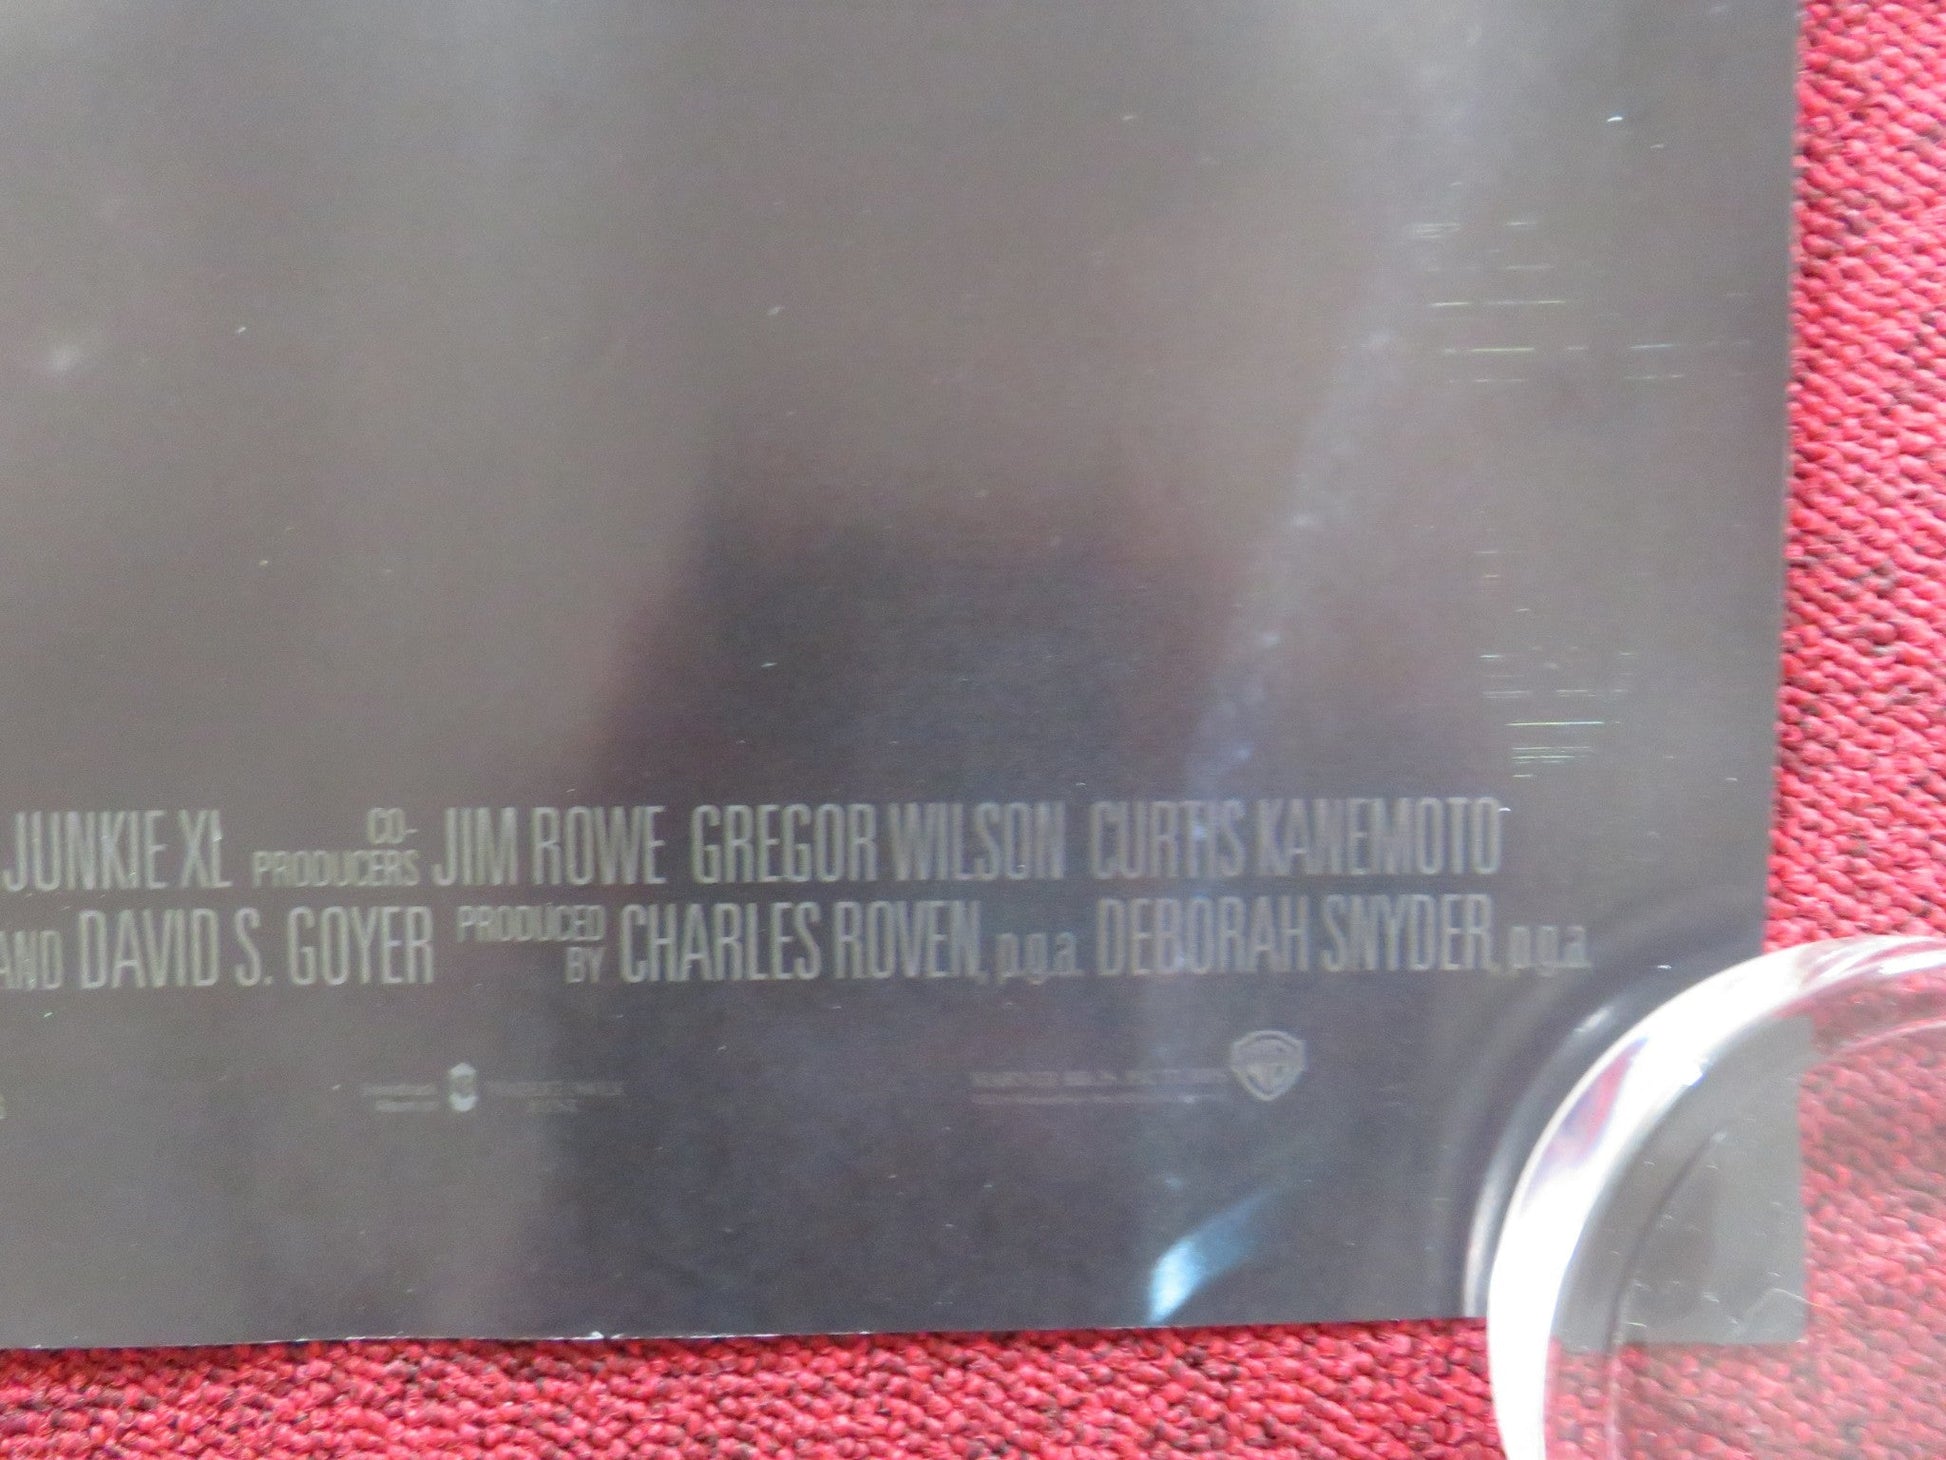 JUNKIE XL CO-PRODUCERS JIM ROWE GREGOR WILSON CURTIS KANEMOTO
AND DAVID S. GOYER PRODUCED BY CHARLES ROVEN, p.g.a. DEBORAH SNYDER, p.g.a.